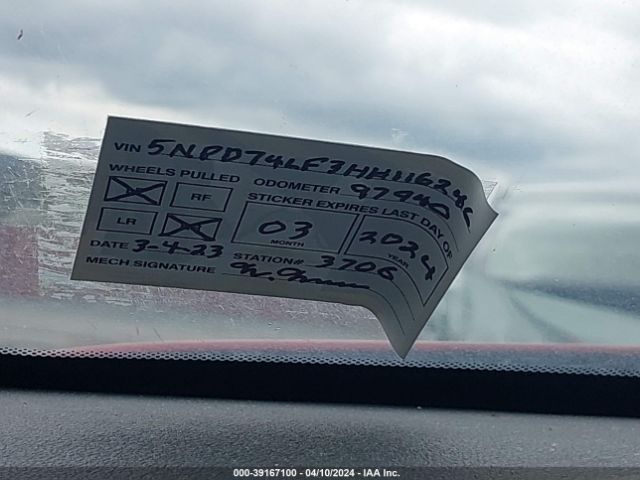 VIN 5NPD74LF3HH116286
WHEELS PULLED ODOMETER 97940
RF STICKER EXPIRES LAST DAY OF
LR 03 2024
MONTH YEAR
DATE 3-4-23 STATION# 3706
MECH.SIGNATURE
000-39167100 - 04/10/2024 - IAA Inc.